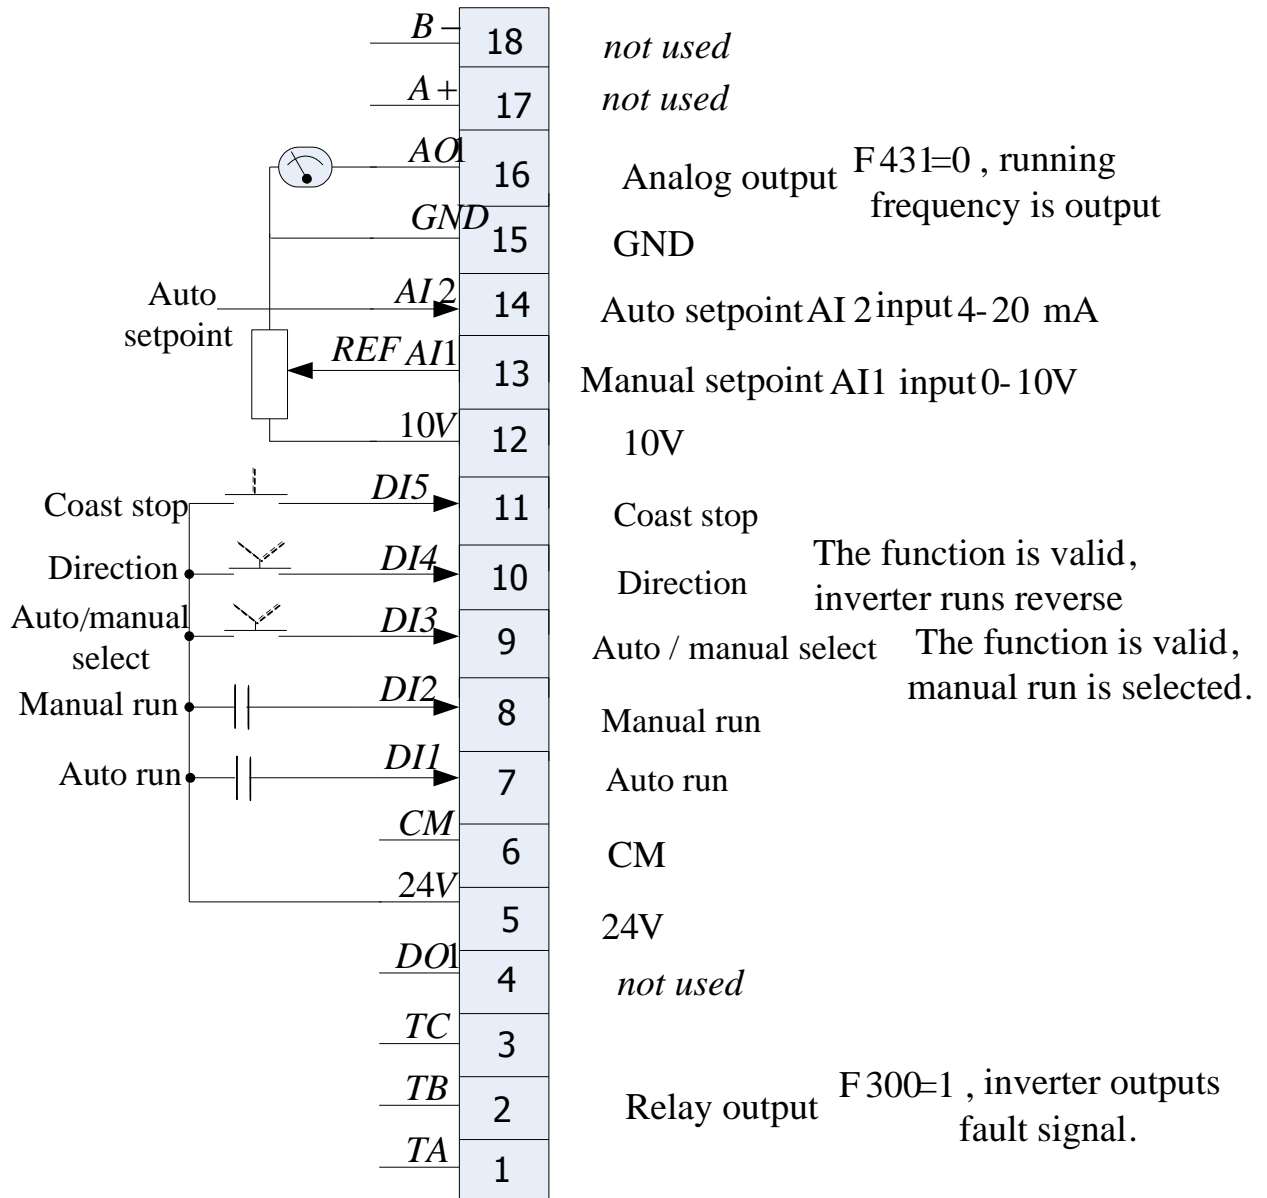 B − 18 not used
A + 17 not used
AO1 16 Analog output F431=0 , running
frequency is output
GND 15 GND
Auto
setpoint
AI 2 14 Auto setpoint AI 2 input 4-20 mA
REF AI1 13 Manual setpoint AI1 input 0-10V
10V 12 10V
Coast stop DI5 11 Coast stop
Direction DI4 10 Direction The function is valid,
inverter runs reverse
Auto/manual
select
DI3 9 Auto / manual select The function is valid,
manual run is selected.
Manual run DI2 8 Manual run
Auto run DI1 7 Auto run
CM 6 CM
24V 5 24V
DO1 4 not used
TC 3
TB 2 Relay output F300=1 , inverter outputs
fault signal.
TA 1